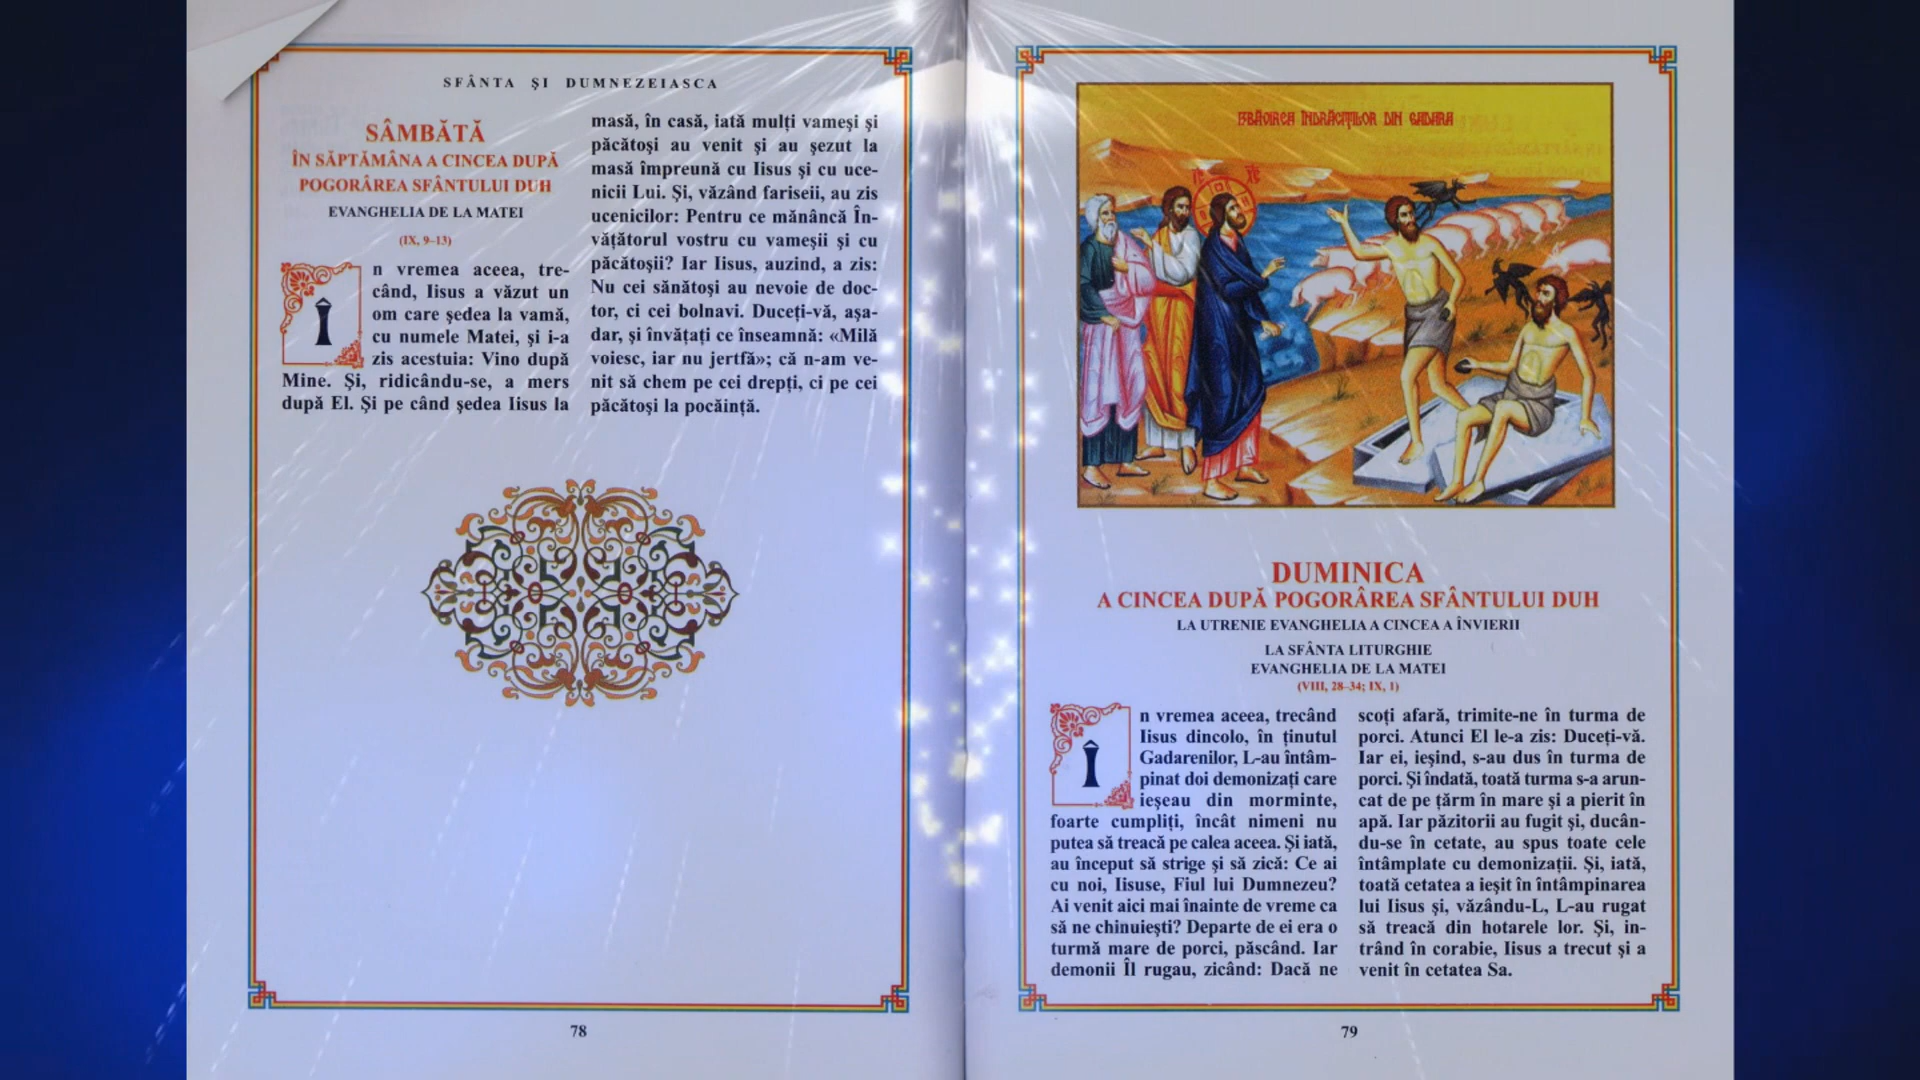 SFÂNTA ŞI DUMNEZEIASCA
SÂMBĂTĂ
ÎN SĂPTĂMÂNA A CINCEA DUPĂ
POGORÂREA SFÂNTULUI DUH
EVANGHELIA DE LA MATEI
(IX, 9–13)
În vremea aceea, tre-
când, Iisus a văzut un
om care şedea la vamă,
cu numele Matei, şi i-a
zis acestuia: Vino după
Mine. Şi, ridicându-se, a mers
după El. Şi pe când şedea Iisus la
masă, în casă, iată mulţi vameşi şi
păcătoşi au venit şi au şezut la
masă împreună cu Iisus şi cu uce-
nicii Lui. Şi, văzând fariseii, au zis
ucenicilor: Pentru ce mănâncă În-
văţătorul vostru cu vameşii şi cu
păcătoşii? Iar Iisus, auzind, a zis:
Nu cei sănătoşi au nevoie de doc-
tor, ci cei bolnavi. Duceţi-vă, aşa-
dar, şi învăţaţi ce înseamnă: «Milă
voiesc, iar nu jertfă»; că n-am ve-
nit să chem pe cei drepţi, ci pe cei
păcătoşi la pocăinţă.
78
IZBĂVIREA ÎNDRĂCIŢILOR DIN GADARA
DUMINICA
A CINCEA DUPĂ POGORÂREA SFÂNTULUI DUH
LA UTRENIE EVANGHELIA A CINCEA A ÎNVIERII
LA SFÂNTA LITURGHIE
EVANGHELIA DE LA MATEI
(VIII, 28–34; IX, 1)
În vremea aceea, trecând
Iisus dincolo, în ţinutul
Gadarenilor, L-au întâm-
pinat doi demonizaţi care
ieşeau din morminte,
foarte cumpliţi, încât nimeni nu
putea să treacă pe calea aceea. Şi iată,
au început să strige şi să zică: Ce ai
cu noi, Iisuse, Fiul lui Dumnezeu?
Ai venit aici mai înainte de vreme ca
să ne chinuieşti? Departe de ei era o
turmă mare de porci, păscând. Iar
demonii Îl rugau, zicând: Dacă ne
scoţi afară, trimite-ne în turma de
porci. Atunci El le-a zis: Duceţi-vă.
Iar ei, ieşind, s-au dus în turma de
porci. Şi îndată, toată turma s-a arun-
cat de pe ţărm în mare şi a pierit în
apă. Iar păzitorii au fugit şi, ducân-
du-se în cetate, au spus toate cele
întâmplate cu demonizaţii. Şi, iată,
toată cetatea a ieşit în întâmpinarea
lui Iisus şi, văzându-L, L-au rugat
să treacă din hotarele lor. Şi, in-
trând în corabie, Iisus a trecut şi a
venit în cetatea Sa.
79